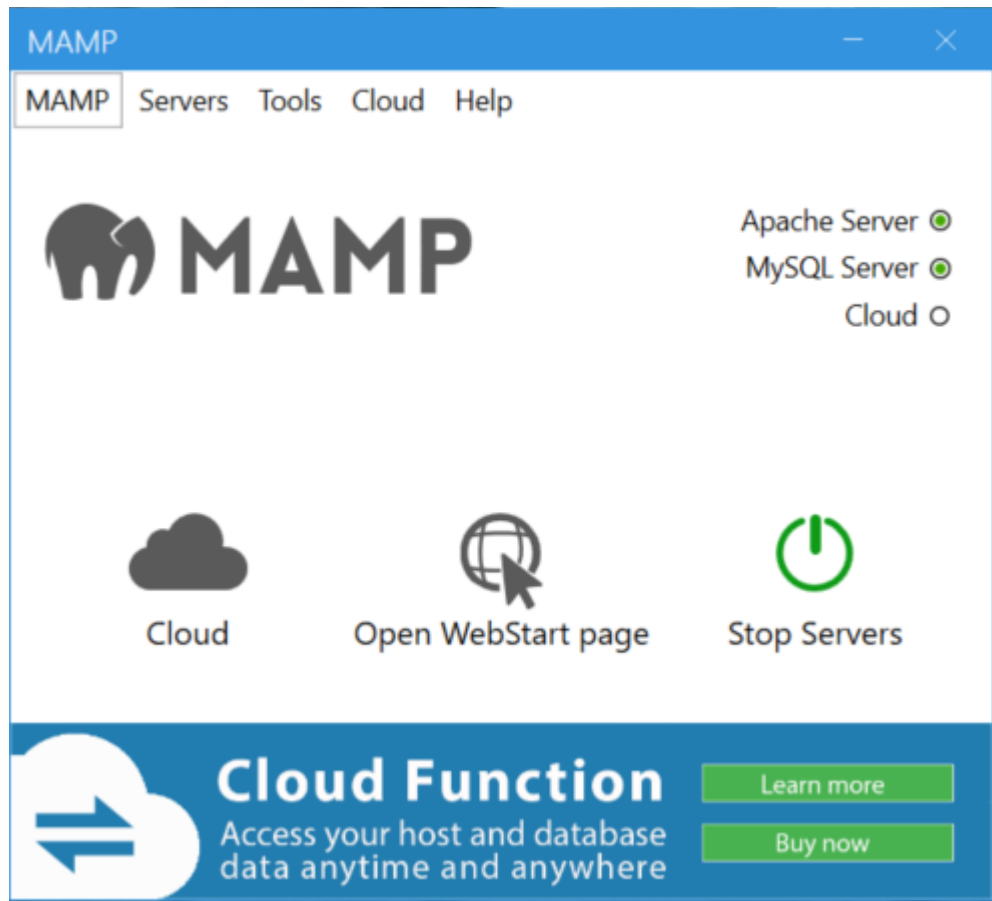 MAMP
MAMP Servers Tools Cloud Help
MAMP
Apache Server
MySQL Server
Cloud
Cloud
Open WebStart page
Stop Servers
Cloud Function
Access your host and database
data anytime and anywhere
Learn more
Buy now